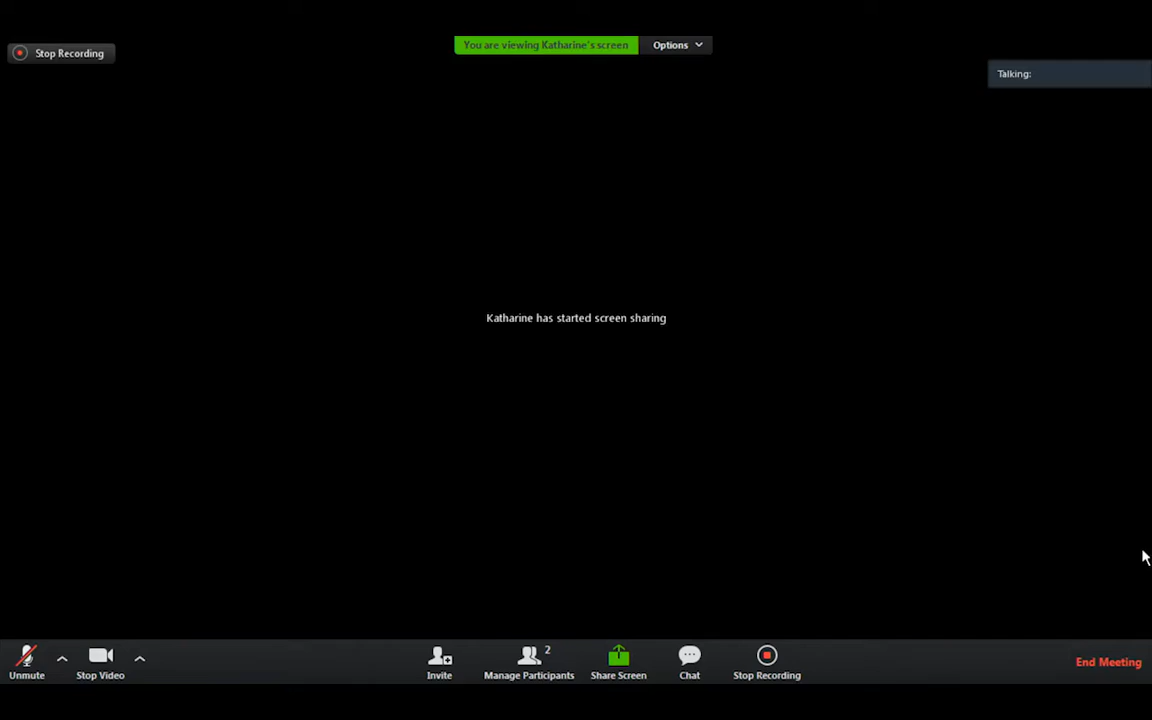 You are viewing Katharine's screen
Options
Stop Recording
Talking:
Katharine has started screen sharing
Unmute
Stop Video
Invite
2
Manage Participants
Share Screen
Chat
Stop Recording
End Meeting